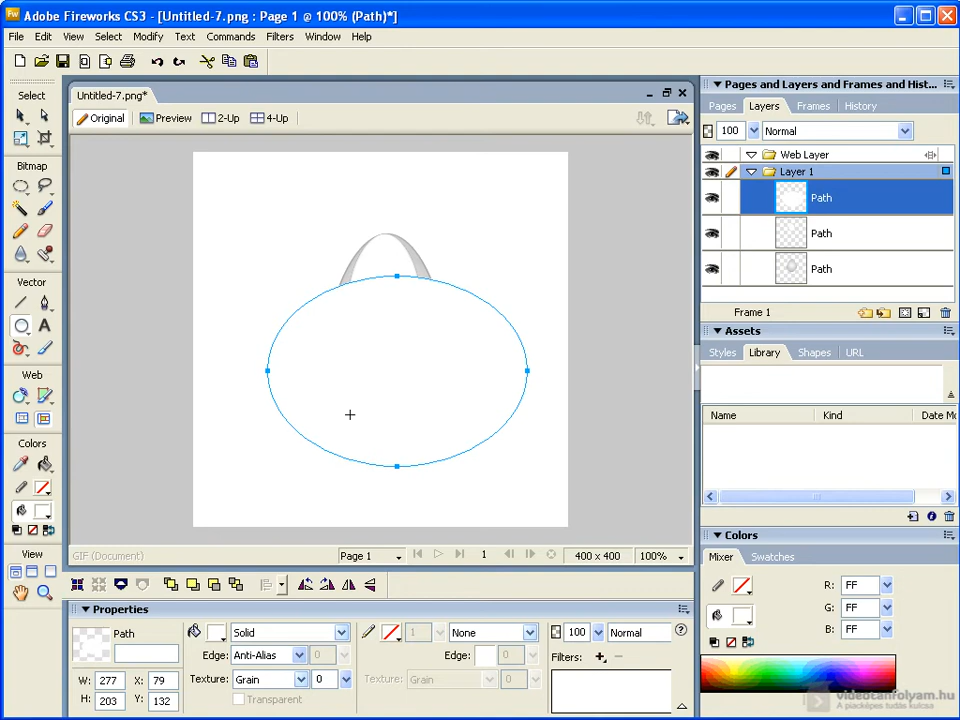 Fw Adobe Fireworks CS3 - [Untitled-7.png : Page 1 @ 100% (Path)*]
File Edit View Select Modify Text Commands Filters Window Help
Select
Bitmap
Vector
Web
Colors
View
Untitled-7.png*
Original Preview 2-Up 4-Up
GIF (Document) Page 1 1 400 x 400 100%
Properties
Path
W: 277 X: 79
H: 203 Y: 132
Solid
Edge: Anti-Alias 0
Texture: Grain 0
Transparent
1 None
Edge: 0
Texture: Grain 0
100 Normal
Filters:
Pages and Layers and Frames and Hist...
Pages Layers Frames History
100 Normal
Web Layer
Layer 1
Path
Path
Path
Frame 1
Assets
Styles Library Shapes URL
Name Kind Date Mo
Colors
Mixer Swatches
R: FF
G: FF
B: FF
videotanfolyam.hu
A piacképes tudás kulcsa